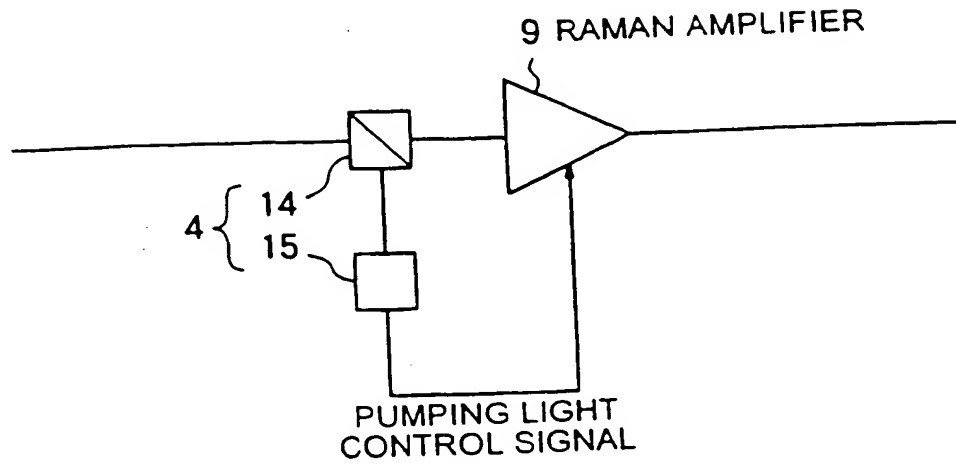 9 RAMAN AMPLIFIER
14
4
15
PUMPING LIGHT
CONTROL SIGNAL